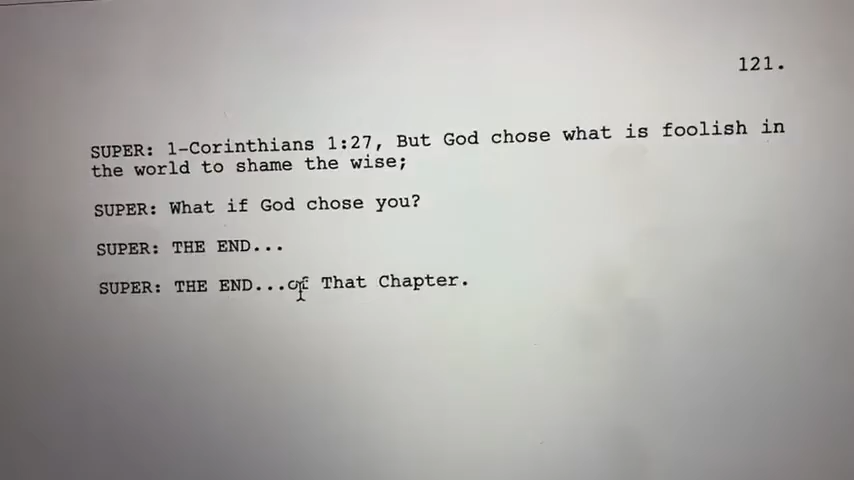 121.
SUPER: 1-Corinthians 1:27, But God chose what is foolish in
the world to shame the wise;
SUPER: What if God chose you?
SUPER: THE END...
SUPER: THE END...of That Chapter.